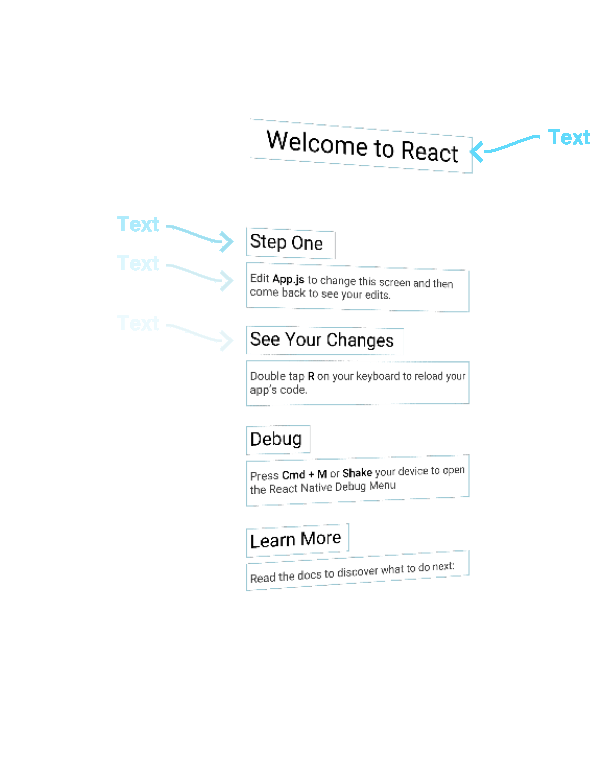 Welcome to React
Text
Text
Step One
Text
Edit App.js to change this screen and then
come back to see your edits.
Text
See Your Changes
Double tap R on your keyboard to reload your
app's code.
Debug
Press Cmd + M or Shake your device to open
the React Native Debug Menu
Learn More
Read the docs to discover what to do next: